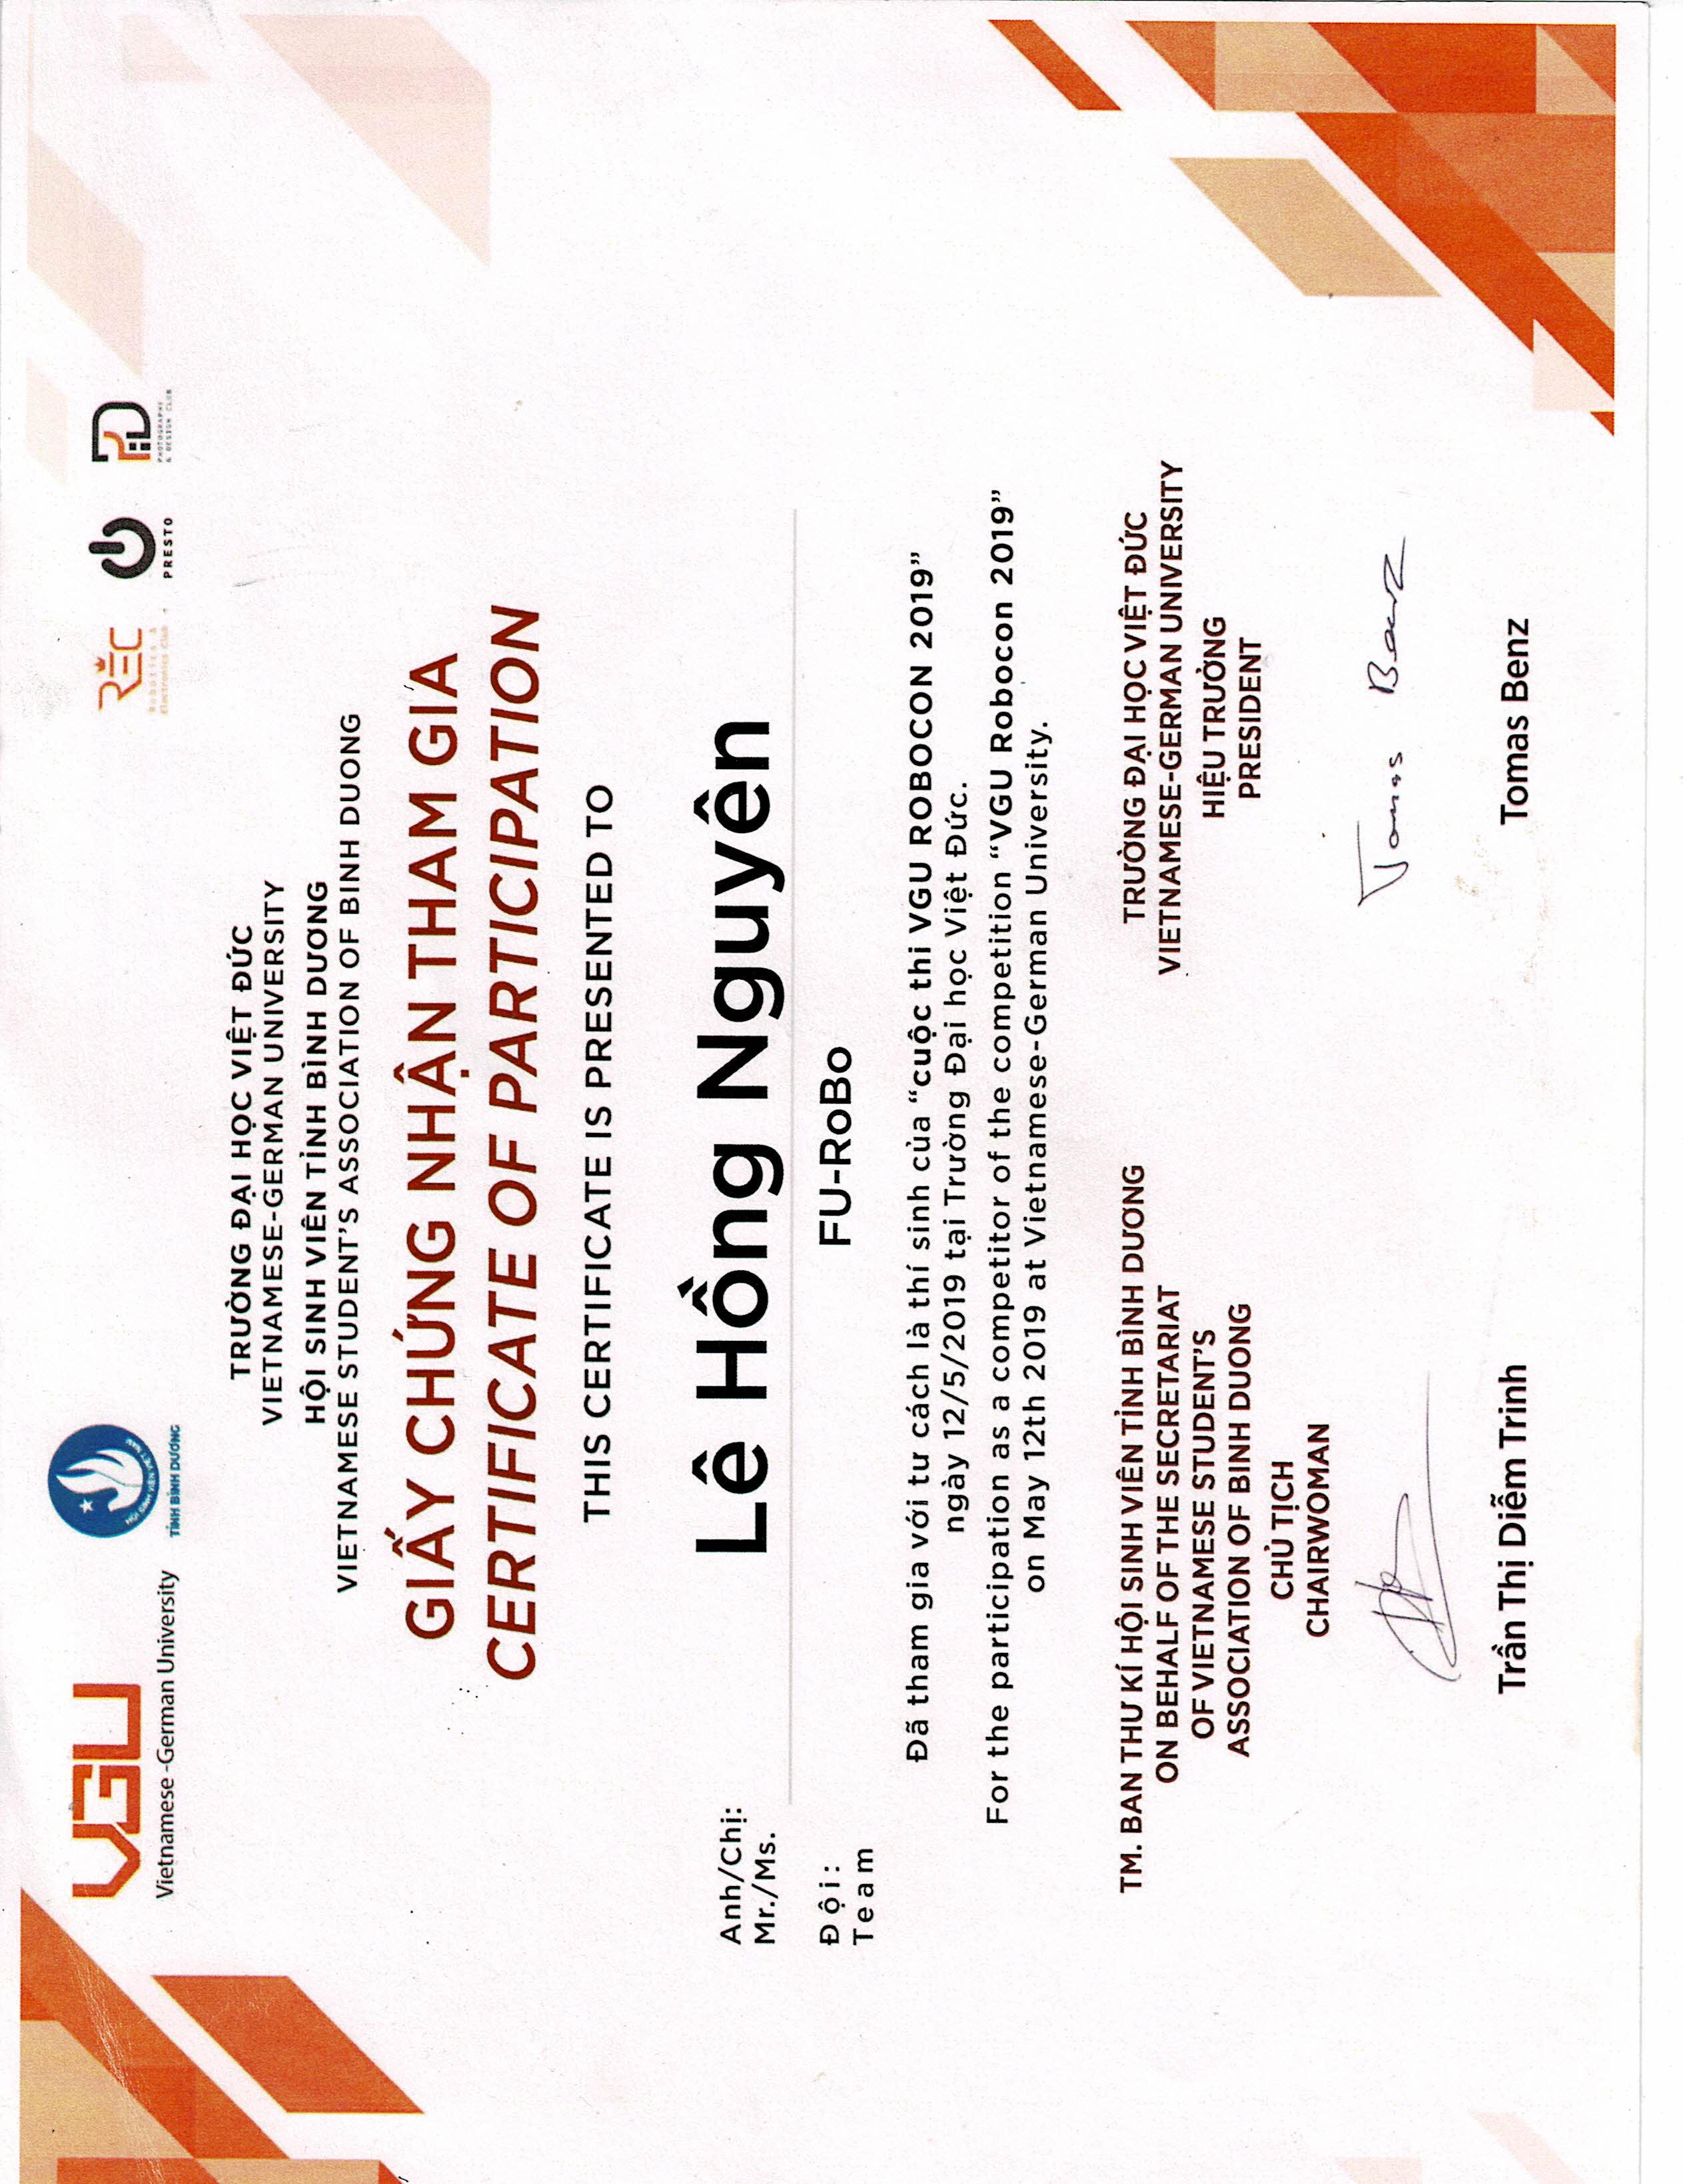 VGU
Vietnamese -German University
HỘI SINH VIÊN VIỆT NAM
TỈNH BÌNH DƯƠNG
REC
Robotics &
Electronics Club
PRESTO
PD
PHOTOGRAPHY
& DESIGN CLUB
TRƯỜNG ĐẠI HỌC VIỆT ĐỨC
VIETNAMESE-GERMAN UNIVERSITY
HỘI SINH VIÊN TỈNH BÌNH DƯƠNG
VIETNAMESE STUDENT'S ASSOCIATION OF BINH DUONG
GIẤY CHỨNG NHẬN THAM GIA
CERTIFICATE OF PARTICIPATION
THIS CERTIFICATE IS PRESENTED TO
Anh/Chị: Lê Hồng Nguyên
Mr./Ms.
Đội: FU-RoBo
Team
Đã tham gia với tư cách là thí sinh của “cuộc thi VGU ROBOCON 2019”
ngày 12/5/2019 tại Trường Đại học Việt Đức.
For the participation as a competitor of the competition “VGU Robocon 2019”
on May 12th 2019 at Vietnamese-German University.
TM. BAN THƯ KÍ HỘI SINH VIÊN TỈNH BÌNH DƯƠNG
ON BEHALF OF THE SECRETARIAT
OF VIETNAMESE STUDENT'S
ASSOCIATION OF BINH DUONG
CHỦ TỊCH
CHAIRWOMAN
Trần Thị Diễm Trinh
TRƯỜNG ĐẠI HỌC VIỆT ĐỨC
VIETNAMESE-GERMAN UNIVERSITY
HIỆU TRƯỞNG
PRESIDENT
Tomas Benz
Tomas Benz